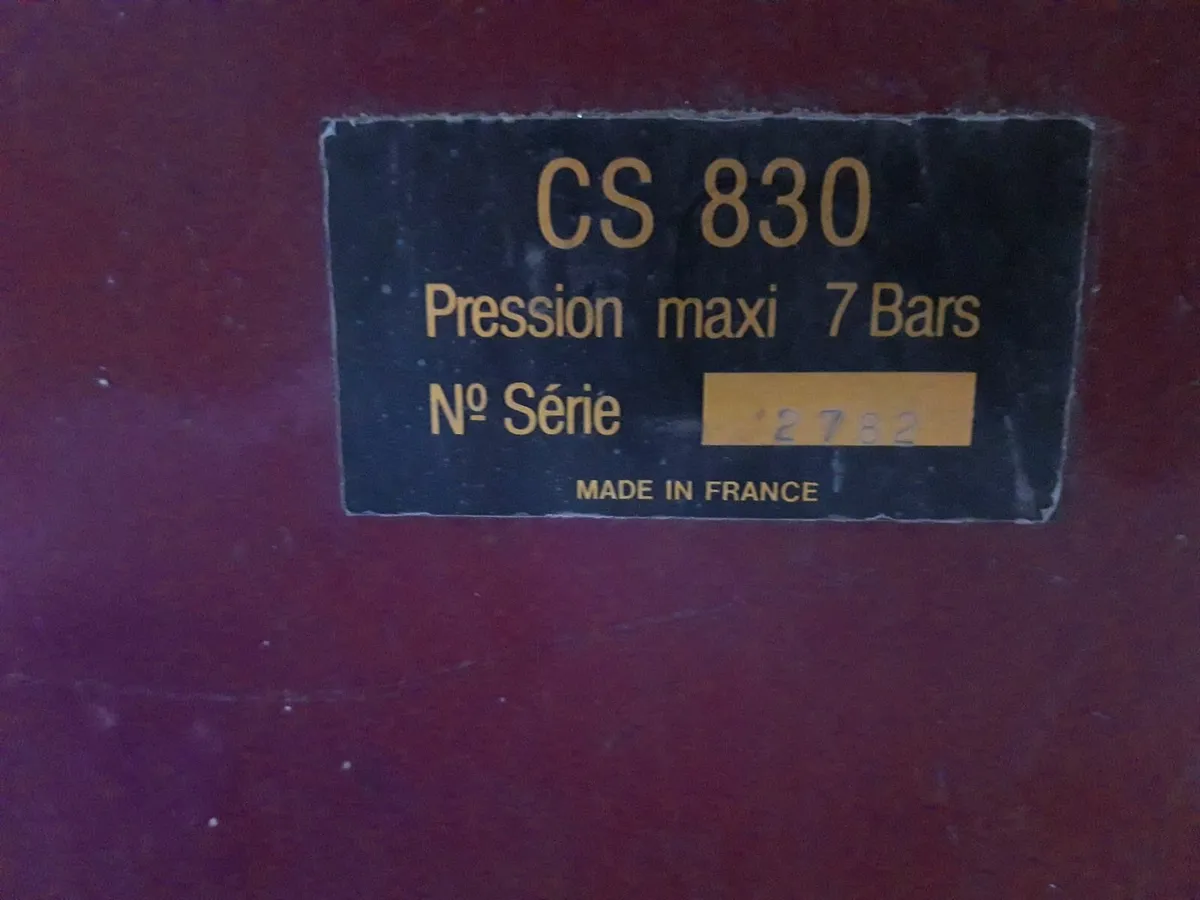 CS 830
Pression maxi 7 Bars
Nº Série 2782
MADE IN FRANCE